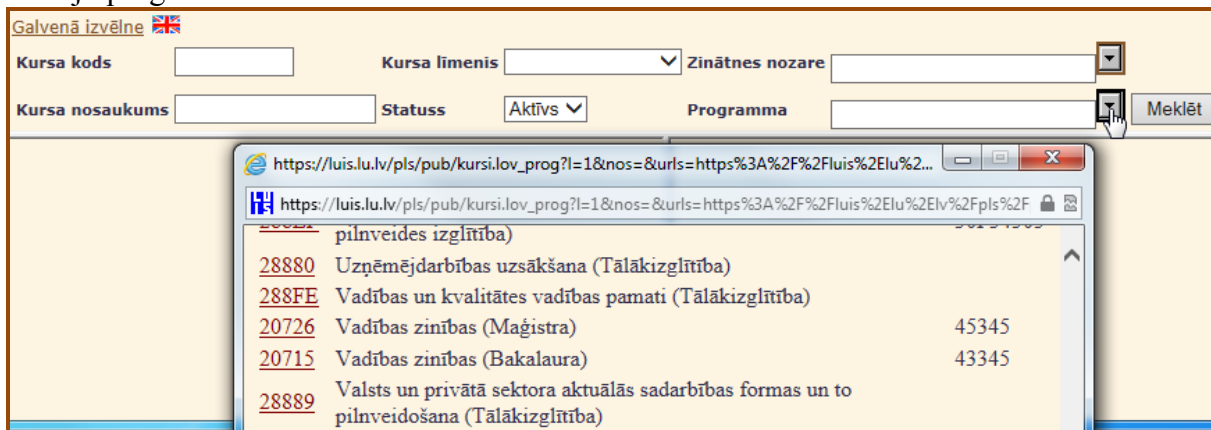 Galvenā izvēlne
Kursa kods Kursa līmenis Zinātnes nozare
Kursa nosaukums Statuss Aktīvs Programma Meklēt
https://luis.lu.lv/pls/pub/kursi.lov_prog?l=1&nos=&urls=https%3A%2F%2Fluis%2Elu%2...
https://luis.lu.lv/pls/pub/kursi.lov_prog?l=1&nos=&urls=https%3A%2F%2Fluis%2Elu%2Elv%2Fpls%2F
pilnveides izglītība)
28880 Uzņēmējdarbības uzsākšana (Tālākizglītība)
288FE Vadības un kvalitātes vadības pamati (Tālākizglītība)
20726 Vadības zinības (Maģistra) 45345
20715 Vadības zinības (Bakalaura) 43345
28889 Valsts un privātā sektora aktuālās sadarbības formas un to
pilnveidošana (Tālākizglītība)